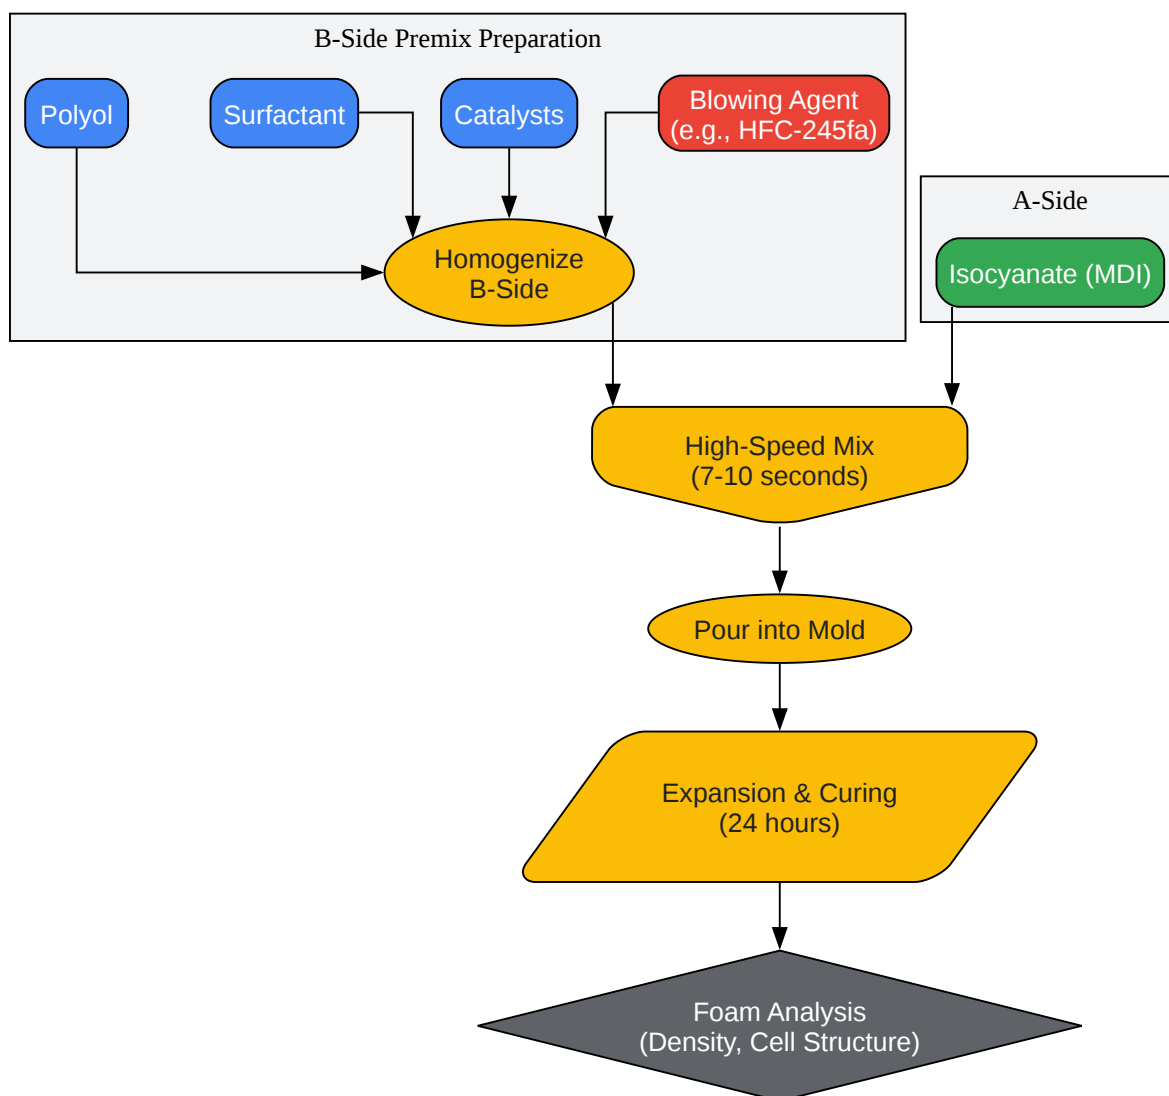 B-Side Premix Preparation
Polyol
Surfactant
Catalysts
Blowing Agent
(e.g., HFC-245fa)
Homogenize
B-Side
A-Side
Isocyanate (MDI)
High-Speed Mix
(7-10 seconds)
Pour into Mold
Expansion & Curing
(24 hours)
Foam Analysis
(Density, Cell Structure)